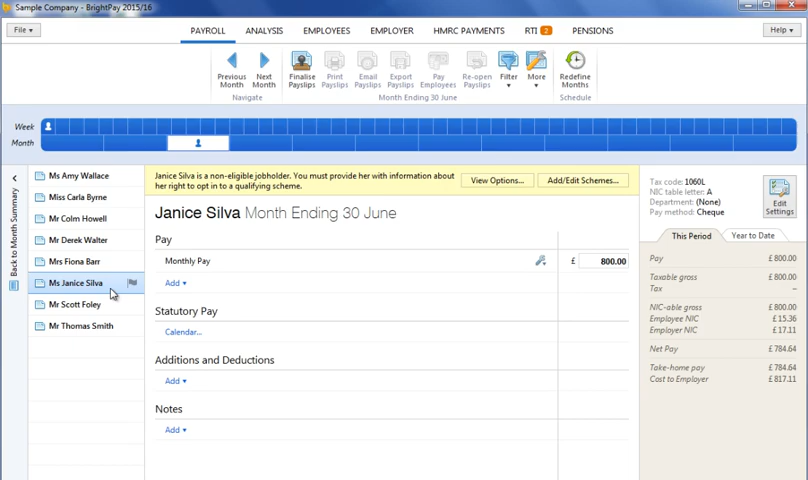 Sample Company - BrightPay 2015/16
File
PAYROLL
ANALYSIS
EMPLOYEES
EMPLOYER
HMRC PAYMENTS
RTI 2
PENSIONS
Help
Previous Month
Next Month
Finalise Payslips
Print Payslips
Email Payslips
Export Payslips
Pay Employees
Re-open Payslips
Filter
More
Redefine Months
Navigate
Month Ending 30 June
Schedule
Week
Month
Back to Month Summary
Ms Amy Wallace
Miss Carla Byrne
Mr Colm Howell
Mr Derek Walter
Mrs Fiona Barr
Ms Janice Silva
Mr Scott Foley
Mr Thomas Smith
Janice Silva is a non-eligible jobholder. You must provide her with information about
her right to opt in to a qualifying scheme.
View Options...
Add/Edit Schemes...
Janice Silva Month Ending 30 June
Pay
Monthly Pay £ 800.00
Add
Statutory Pay
Calendar...
Additions and Deductions
Add
Notes
Add
Tax code: 1060L
NIC table letter: A
Department: (None)
Pay method: Cheque
Edit Settings
This Period
Year to Date
Pay £ 800.00
Taxable gross £ 800.00
Tax –
NIC-able gross £ 800.00
Employee NIC £ 15.36
Employer NIC £ 17.11
Net Pay £ 784.64
Take-home pay £ 784.64
Cost to Employer £ 817.11